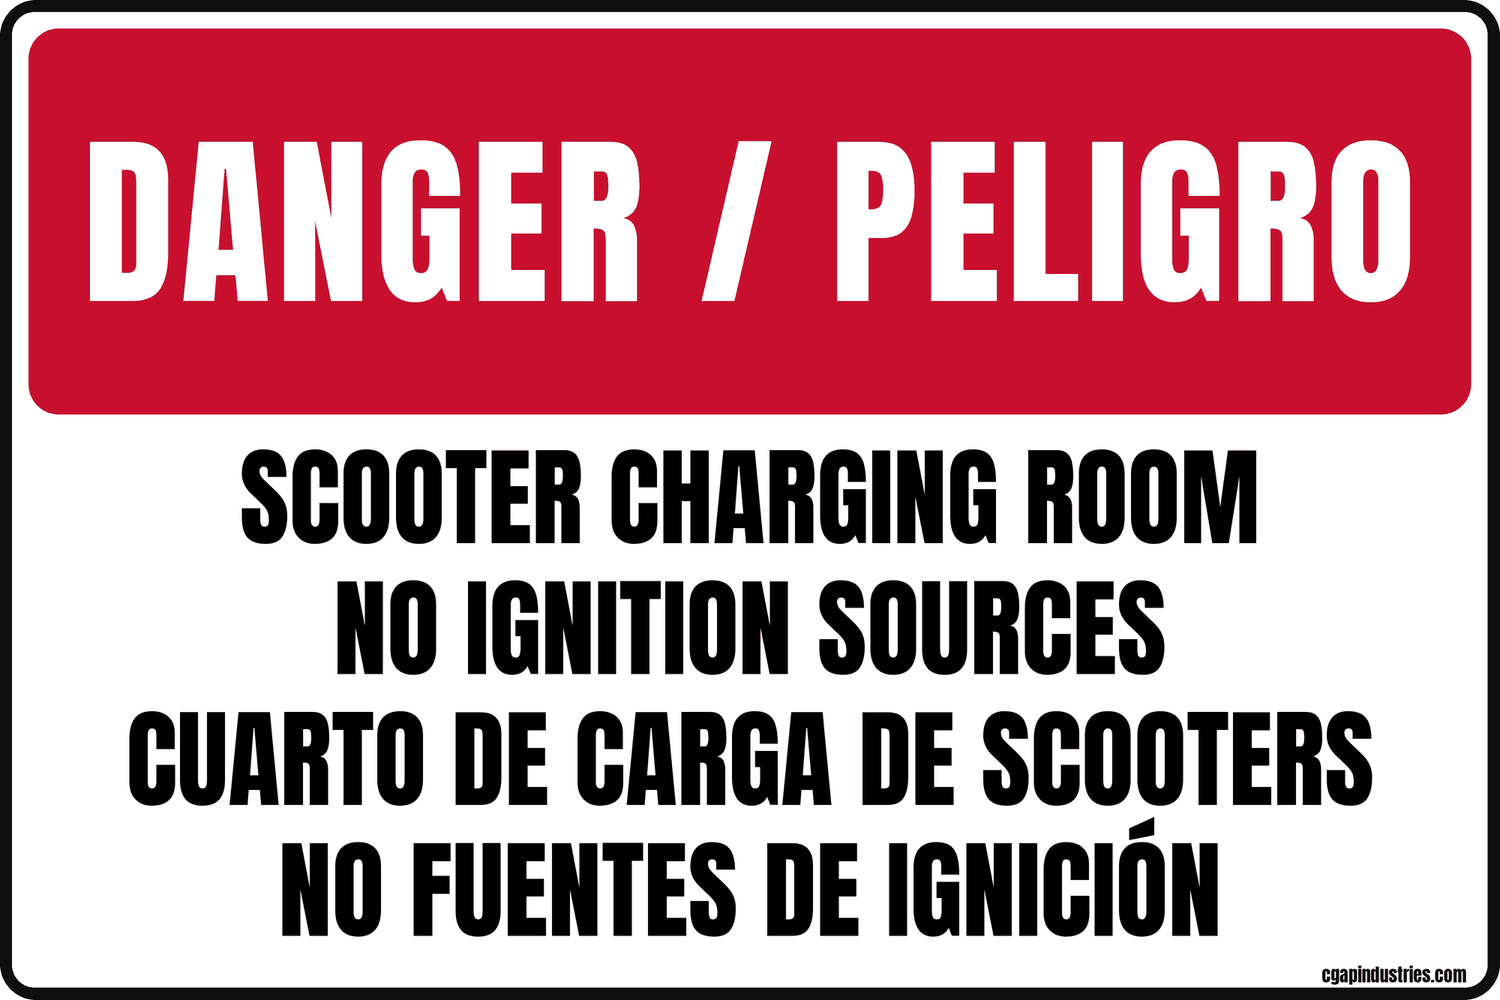 DANGER / PELIGRO
SCOOTER CHARGING ROOM
NO IGNITION SOURCES
CUARTO DE CARGA DE SCOOTERS
NO FUENTES DE IGNICIÓN
cgapindustries.com